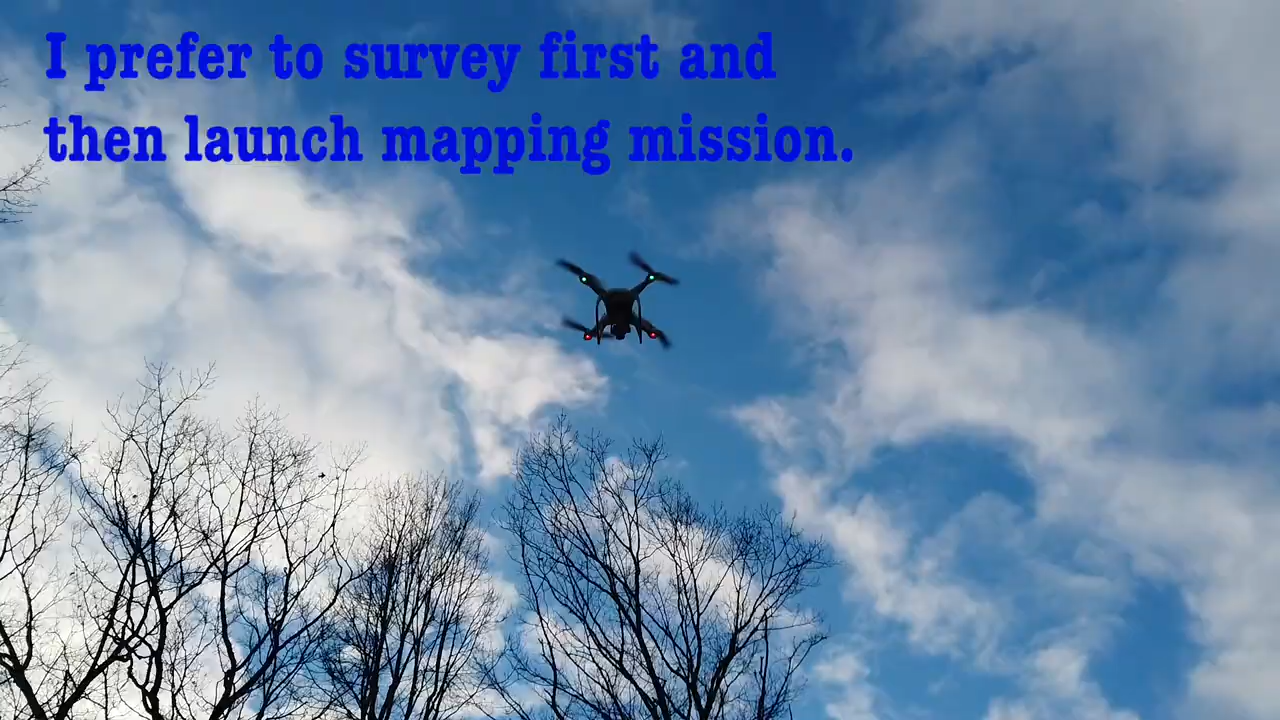 I prefer to survey first and
then launch mapping mission.